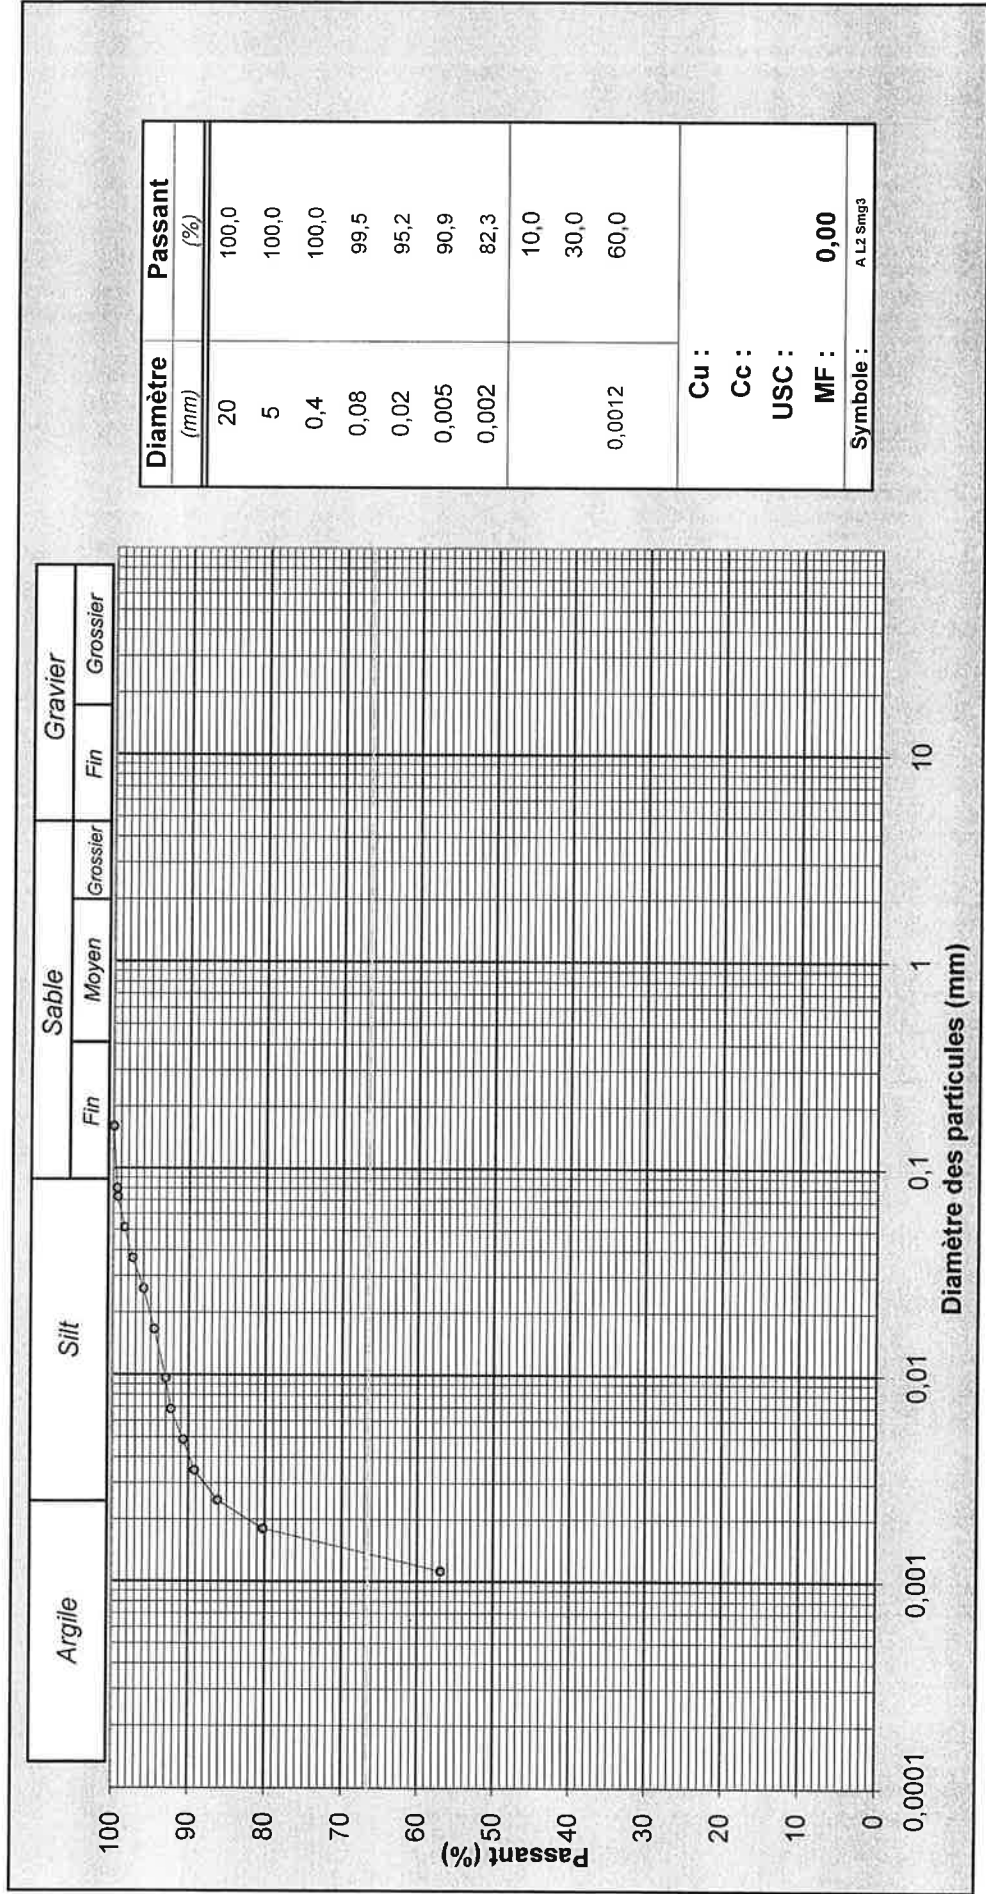 Argile
Silt
Sable
Gravier
Fin
Moyen
Grossier
Fin
Grossier
Passant (%)
100
90
80
70
60
50
40
30
20
10
0
0,0001
0,001
0,01
0,1
1
10
Diamètre des particules (mm)
Diamètre Passant
(mm) (%)
20 100,0
5 100,0
0,4 100,0
0,08 99,5
0,02 95,2
0,005 90,9
0,002 82,3
10,0
30,0
0,0012 60,0
Cu :
Cc :
USC :
MF : 0,00
Symbole : A L2 Smg3